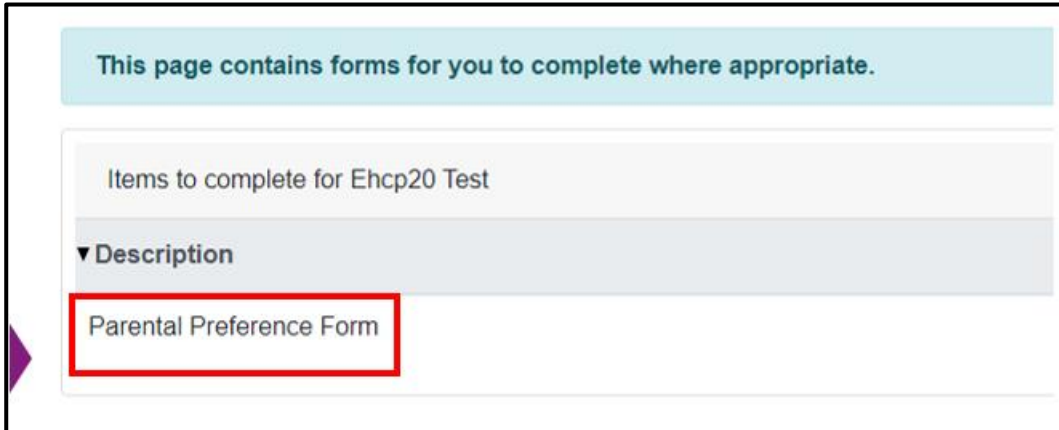 This page contains forms for you to complete where appropriate.
Items to complete for Ehcp20 Test
▼Description
Parental Preference Form